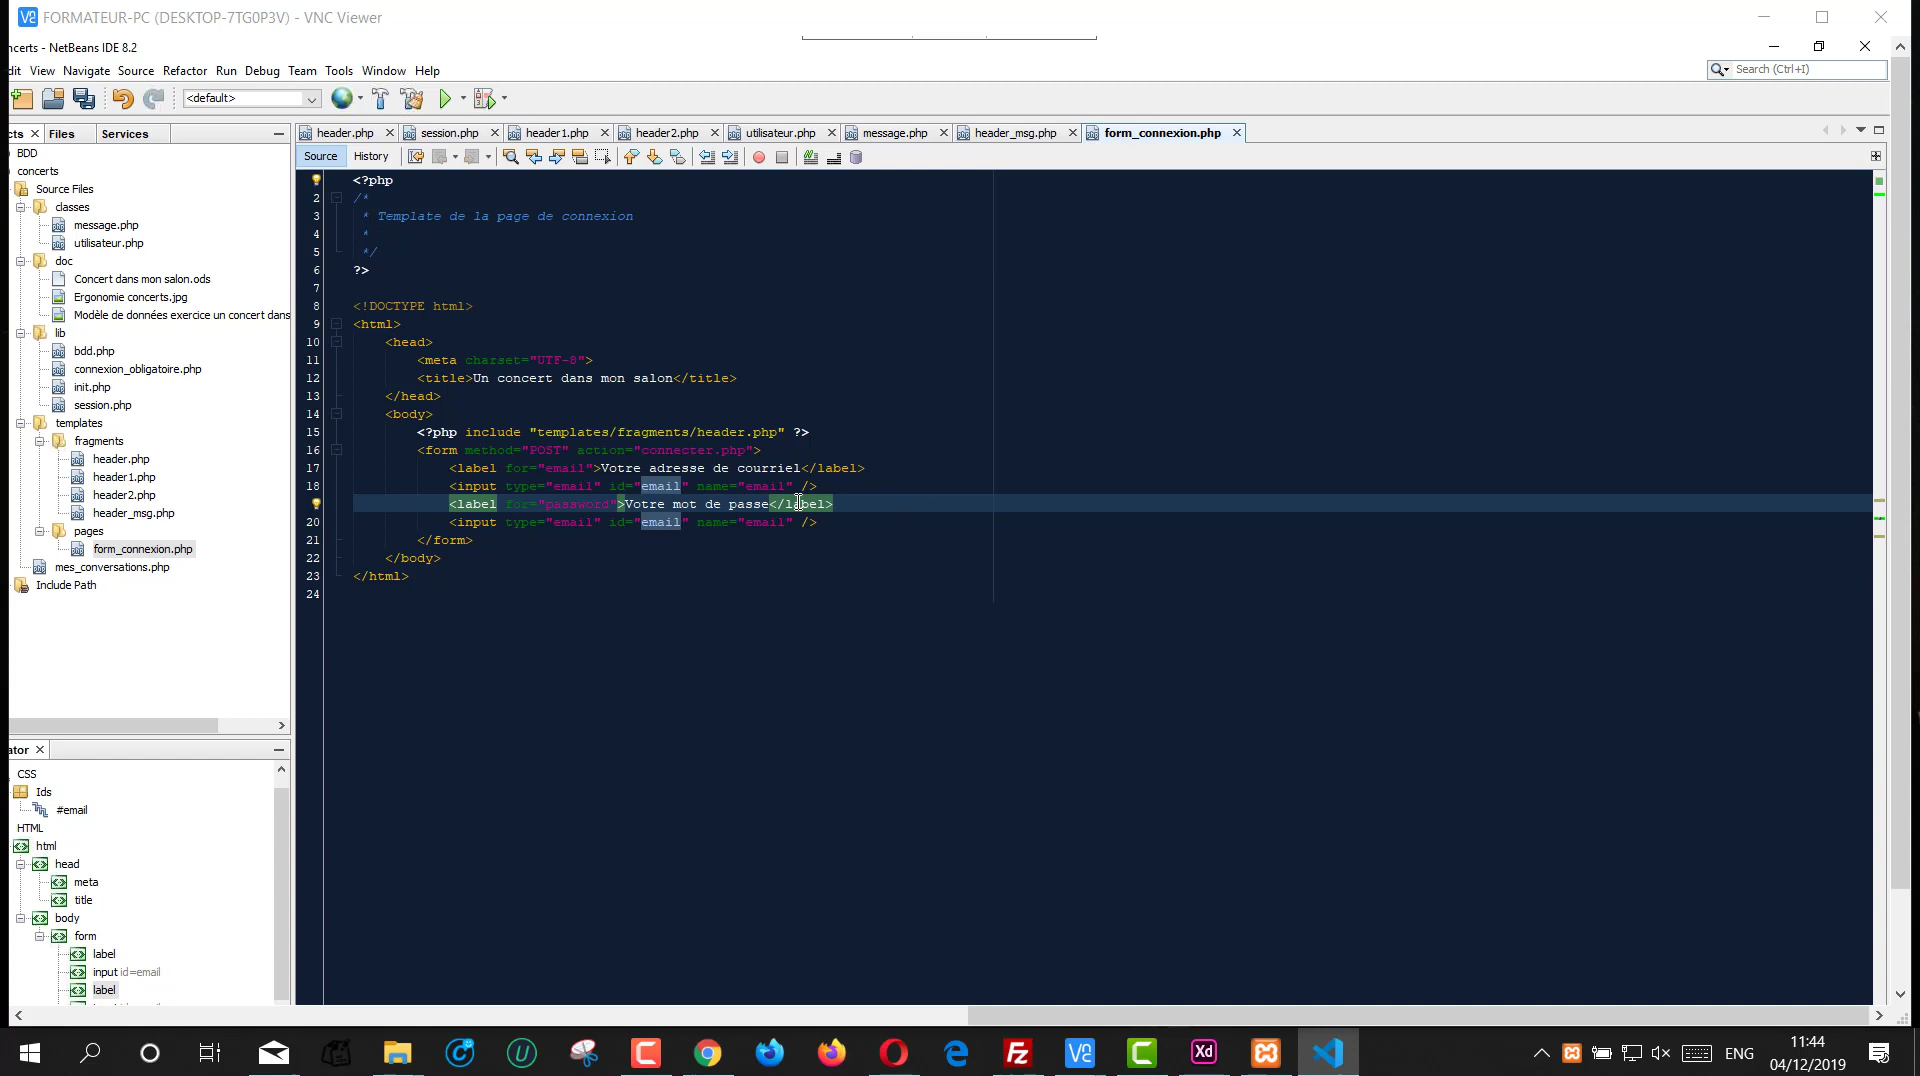 FORMATEUR-PC (DESKTOP-7TG0P3V) - VNC Viewer
ncerts - NetBeans IDE 8.2
dit View Navigate Source Refactor Run Debug Team Tools Window Help
Search (Ctrl+I)
<default>
cts Files Services
header.php session.php header1.php header2.php utilisateur.php message.php header_msg.php form_connexion.php
Source History
BDD
concerts
Source Files
classes
message.php
utilisateur.php
doc
Concert dans mon salon.ods
Ergonomie concerts.jpg
Modèle de données exercice un concert dans
lib
bdd.php
connexion_obligatoire.php
init.php
session.php
templates
fragments
header.php
header1.php
header2.php
header_msg.php
pages
form_connexion.php
mes_conversations.php
Include Path
<?php
2 /*
3 * Template de la page de connexion
4 *
5 */
6 ?>
7
8 <!DOCTYPE html>
9 <html>
10 <head>
11 <meta charset="UTF-8">
12 <title>Un concert dans mon salon</title>
13 </head>
14 <body>
15 <?php include "templates/fragments/header.php" ?>
16 <form method="POST" action="connecter.php">
17 <label for="email">Votre adresse de courriel</label>
18 <input type="email" id="email" name="email" />
<label for="password">Votre mot de passe</label>
20 <input type="email" id="email" name="email" />
21 </form>
22 </body>
23 </html>
24
ator
CSS
Ids
#email
HTML
html
head
meta
title
body
form
label
input id=email
label
ENG
11:44
04/12/2019